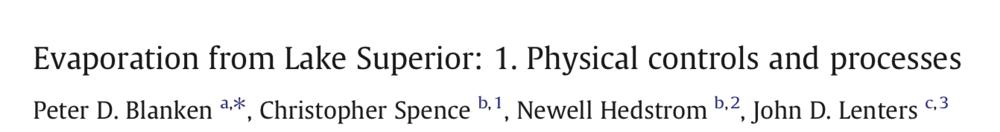 Evaporation from Lake Superior: 1. Physical controls and processes
Peter D. Blanken a,*, Christopher Spence b,1, Newell Hedstrom b,2, John D. Lenters c,3